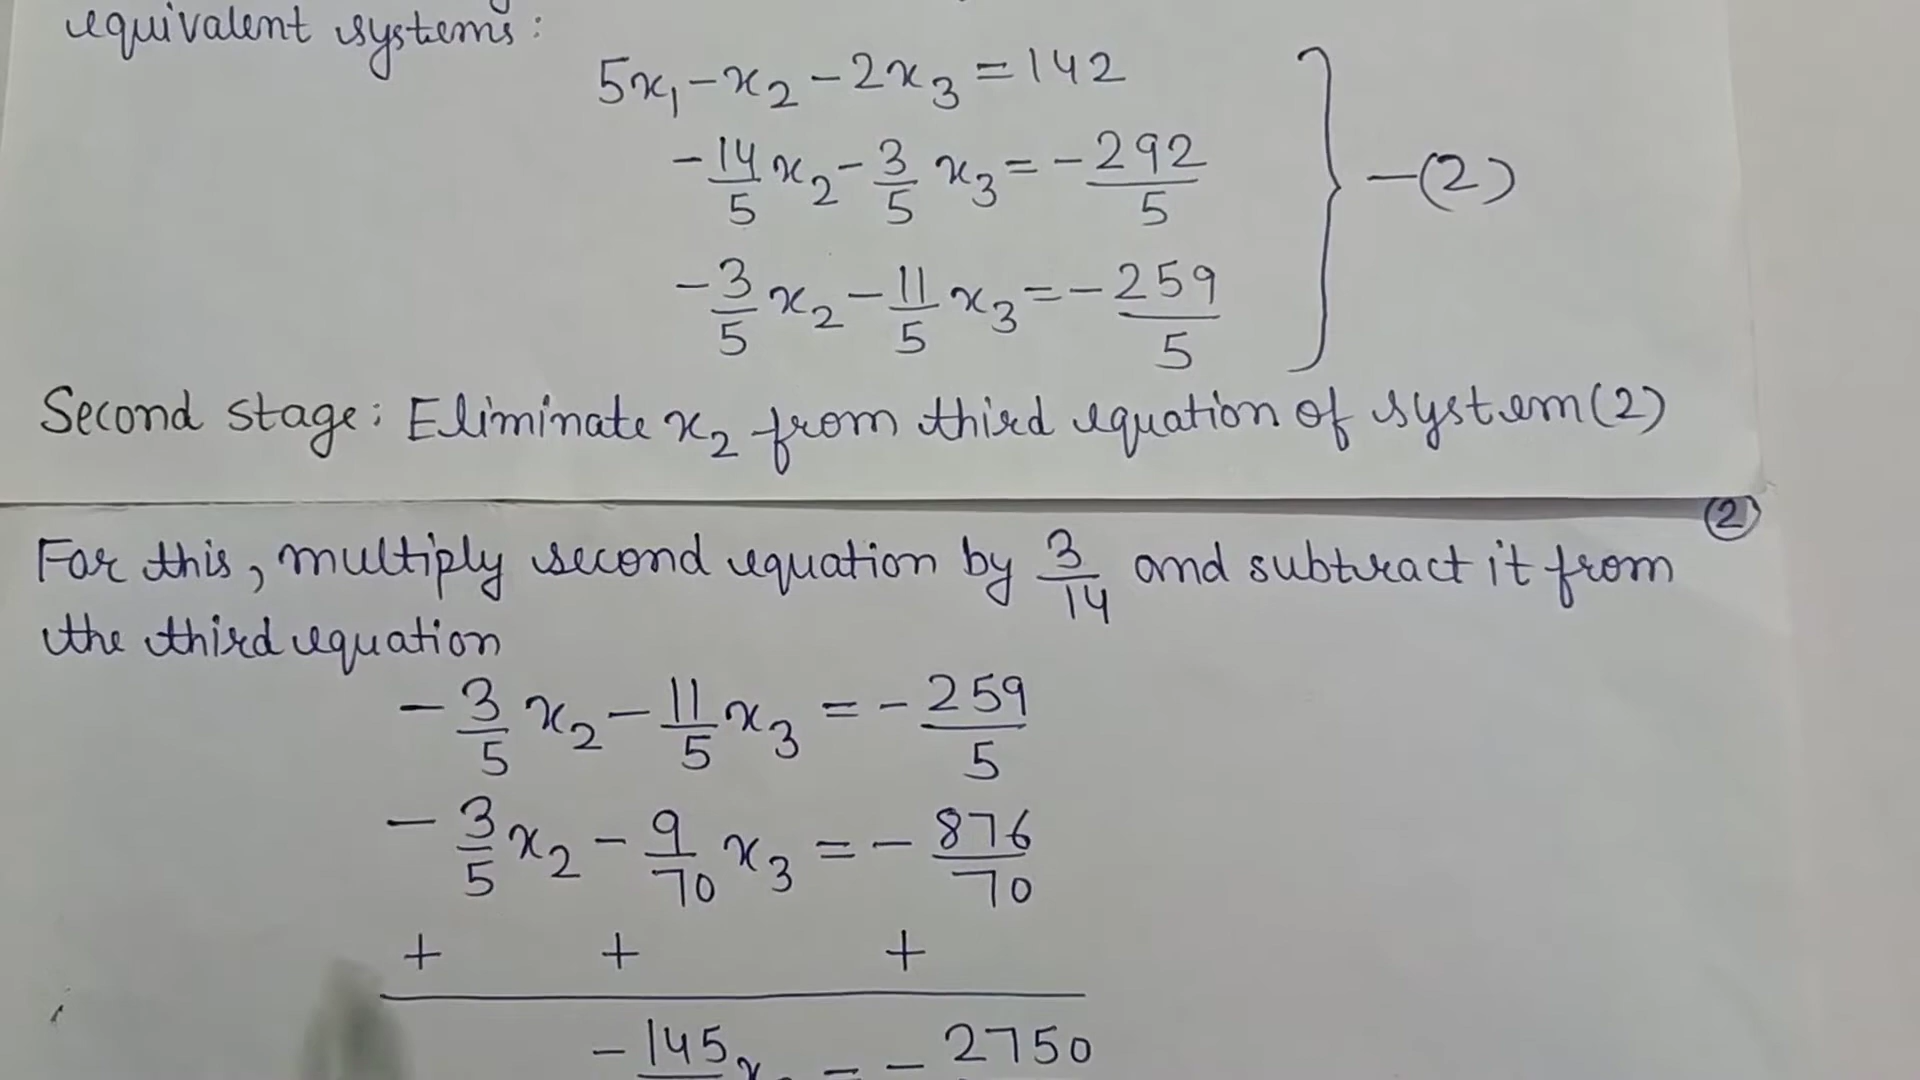 equivalent systems:
5x₁-x₂-2x₃=142
-14/5 x₂-3/5 x₃=-292/5
-(2)
-3/5 x₂-11/5 x₃=-259/5
Second stage: Eliminate x₂ from third equation of system(2)
(2)
For this, multiply second equation by 3/14 and subtract it from
the third equation
-3/5 x₂-11/5 x₃=-259/5
-3/5 x₂-9/70 x₃=-876/70
+ + +
-145 x = - 2750